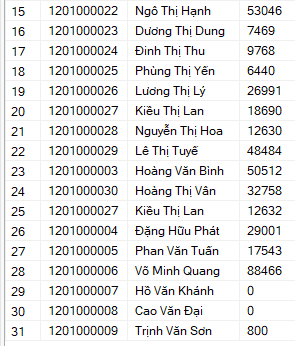 15 1201000022 Ngô Thị Hạnh 53046
16 1201000023 Dương Thị Dung 7469
17 1201000024 Đinh Thị Thu 9768
18 1201000025 Phùng Thị Yến 6440
19 1201000026 Lương Thị Lý 26991
20 1201000027 Kiều Thị Lan 18690
21 1201000028 Nguyễn Thị Hoa 12630
22 1201000029 Lê Thị Tuyế 48484
23 1201000003 Hoàng Văn Bình 50512
24 1201000030 Hoàng Thị Vân 32758
25 1201000027 Kiều Thị Lan 12632
26 1201000004 Đặng Hữu Phát 29001
27 1201000005 Phan Văn Tuấn 17543
28 1201000006 Võ Minh Quang 88466
29 1201000007 Hồ Văn Khánh 0
30 1201000008 Cao Văn Đại 0
31 1201000009 Trịnh Văn Sơn 800